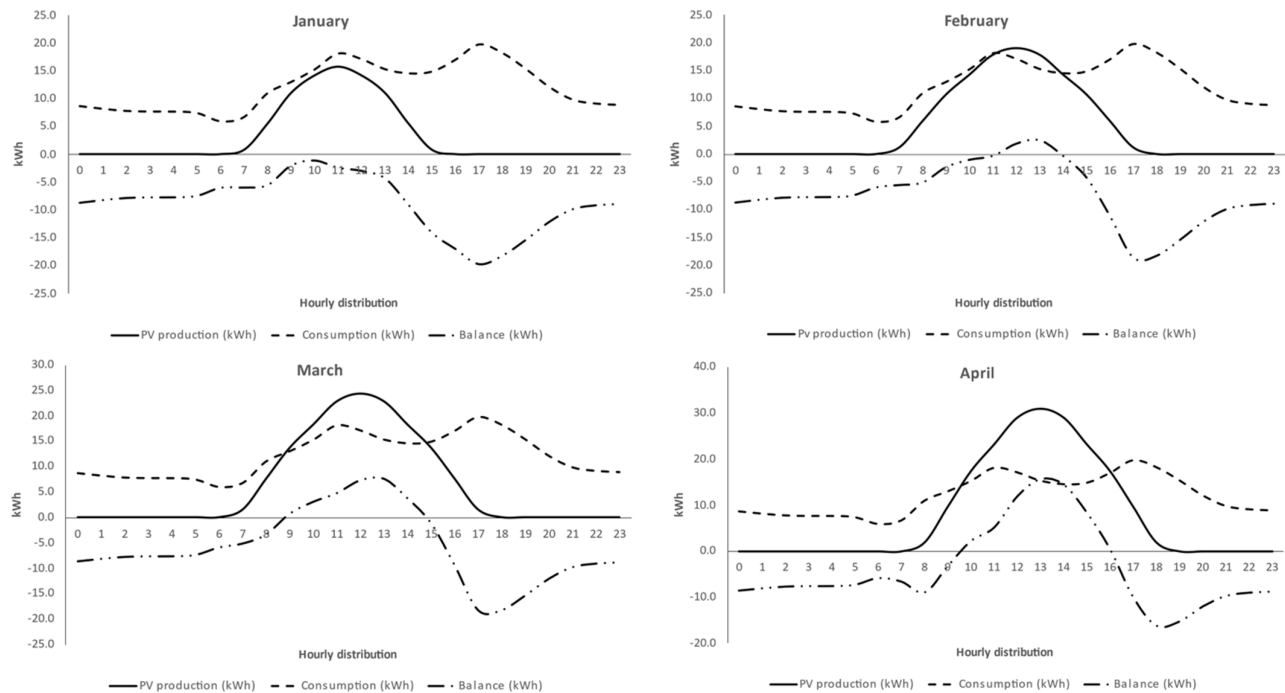 January
25.0
20.0
15.0
10.0
5.0
0.0
-5.0
-10.0
-15.0
-20.0
-25.0
kWh
0 1 2 3 4 5 6 7 8 9 10 11 12 13 14 15 16 17 18 19 20 21 22 23
Hourly distribution
PV production (kWh) Consumption (kWh) Balance (kWh)
February
25.0
20.0
15.0
10.0
5.0
0.0
-5.0
-10.0
-15.0
-20.0
-25.0
kWh
0 1 2 3 4 5 6 7 8 9 10 11 12 13 14 15 16 17 18 19 20 21 22 23
Hourly distribution
Pv production (kWh) Consumption (kWh) Balance (kWh)
March
30.0
25.0
20.0
15.0
10.0
5.0
0.0
-5.0
-10.0
-15.0
-20.0
-25.0
kWh
0 1 2 3 4 5 6 7 8 9 10 11 12 13 14 15 16 17 18 19 20 21 22 23
Hourly distribution
PV production (kWh) Consumption (kWh) Balance (kWh)
April
40.0
30.0
20.0
10.0
0.0
-10.0
-20.0
kWh
0 1 2 3 4 5 6 7 8 9 10 11 12 13 14 15 16 17 18 19 20 21 22 23
Hourly distribution
PV production (kWh) Consumption (kWh) Balance (kWh)